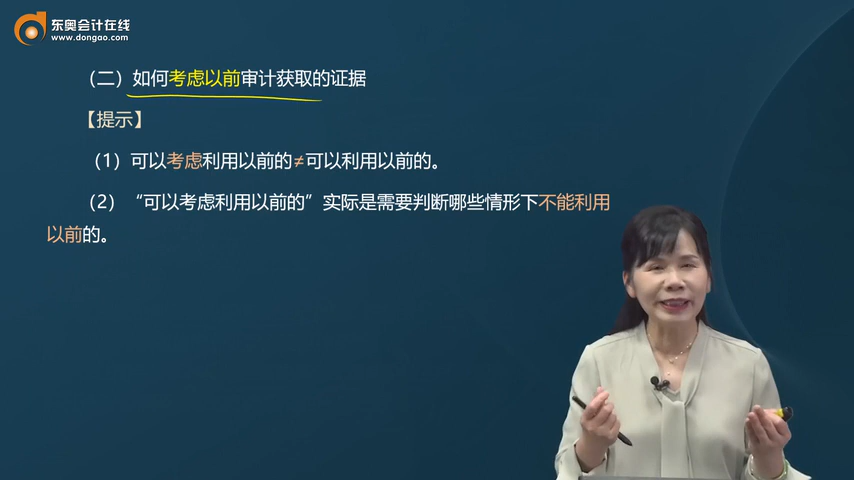 东奥会计在线
www.dongao.com
（二）如何考虑以前审计获取的证据
【提示】
（1）可以考虑利用以前的≠可以利用以前的。
（2）“可以考虑利用以前的”实际是需要判断哪些情形下不能利用
以前的。